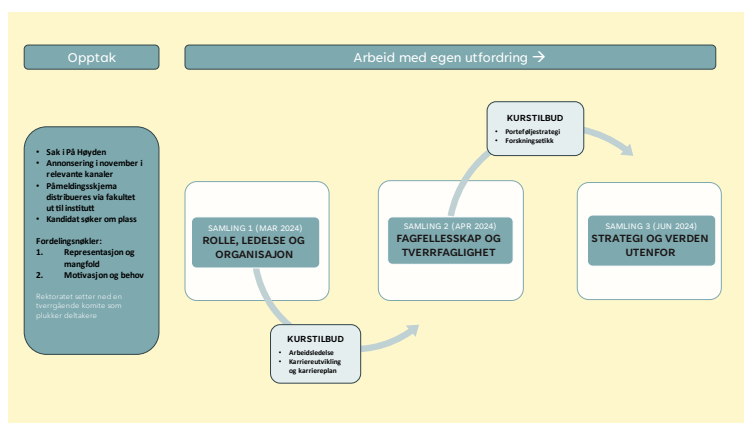 Opptak
Arbeid med egen utfordring →
• Sak i På Høyden
• Annonsering i november i
relevante kanaler
• Påmeldingsskjema
distribueres via fakultet
ut til institutt
• Kandidat søker om plass
Fordelingsnøkler:
1. Representasjon og
mangfold
2. Motivasjon og behov
Rektoratet setter ned en
tverrgående komite som
plukker deltakere
SAMLING 1 (MAR 2024)
ROLLE, LEDELSE OG
ORGANISAJON
KURSTILBUD
• Arbeidsledelse
• Karriereutvikling
og karriereplan
SAMLING 2 (APR 2024)
FAGFELLESSKAP OG
TVERRFAGLIGHET
KURSTILBUD
• Porteføljestrategi
• Forskningsetikk
SAMLING 3 (JUN 2024)
STRATEGI OG VERDEN
UTENFOR